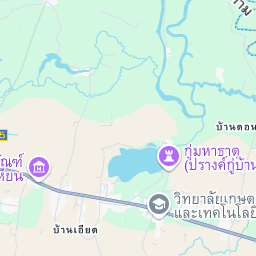 บ้านดอน
กู่มหาธาตุ
(ปรางค์กู่บ้าน
วิทยาลัยเกษต
และเทคโนโลยี
บ้านเอียด